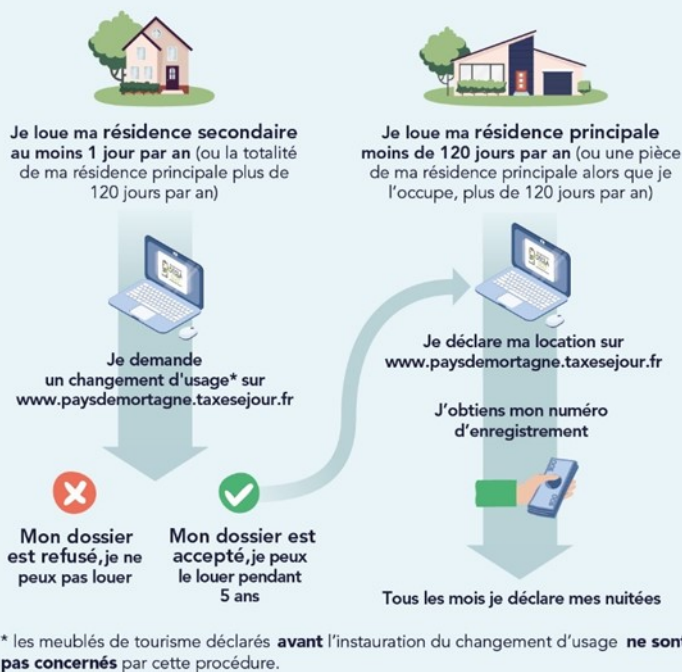 Je loue ma résidence secondaire
au moins 1 jour par an (ou la totalité
de ma résidence principale plus de
120 jours par an)
Je demande
un changement d'usage* sur
www.paysdemortagne.taxesejour.fr
Mon dossier
est refusé, je ne
peux pas louer
Mon dossier est
accepté, je peux
le louer pendant
5 ans
Je loue ma résidence principale
moins de 120 jours par an (ou une pièce
de ma résidence principale alors que je
l'occupe, plus de 120 jours par an)
Je déclare ma location sur
www.paysdemortagne.taxesejour.fr
J'obtiens mon numéro
d'enregistrement
Tous les mois je déclare mes nuitées
* les meublés de tourisme déclarés avant l'instauration du changement d'usage ne sont
pas concernés par cette procédure.